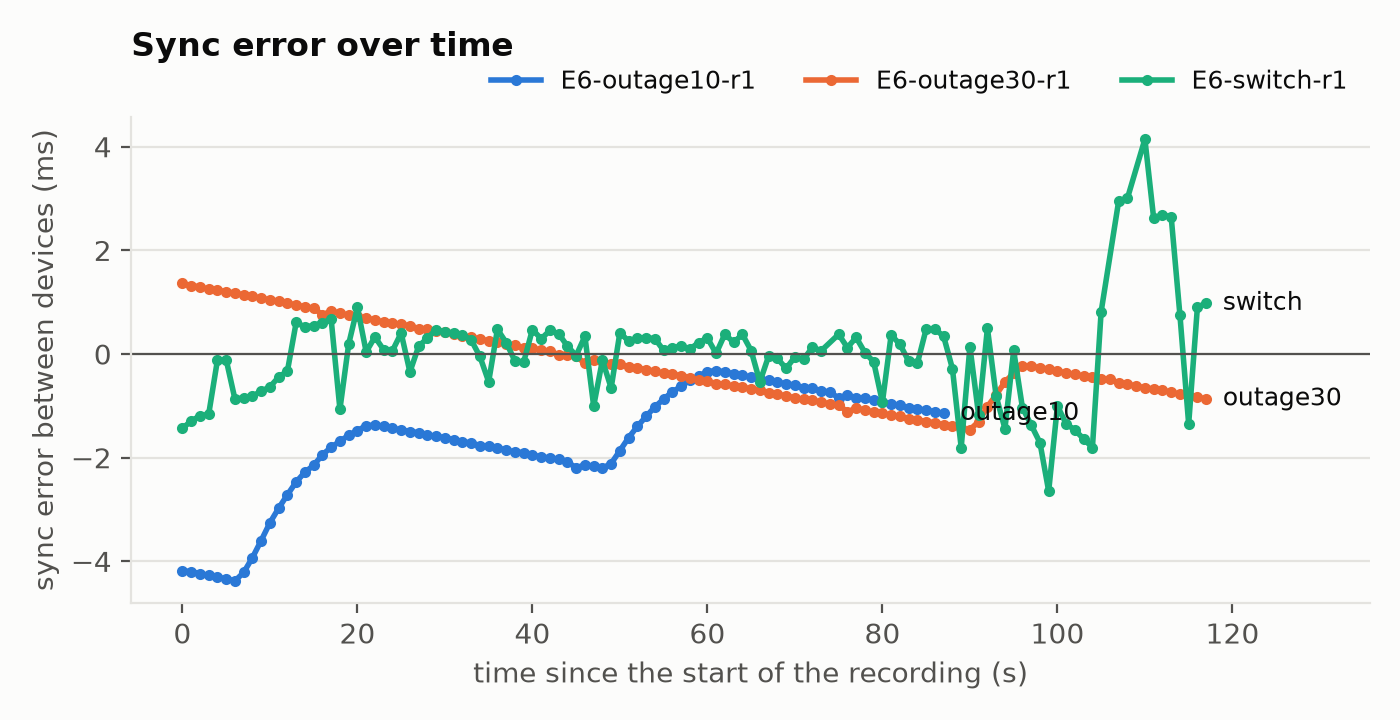 Sync error over time
E6-outage10-r1 E6-outage30-r1 E6-switch-r1
sync error between devices (ms)
4
2
0
−2
−4
switch
outage30
outage10
0 20 40 60 80 100 120
time since the start of the recording (s)